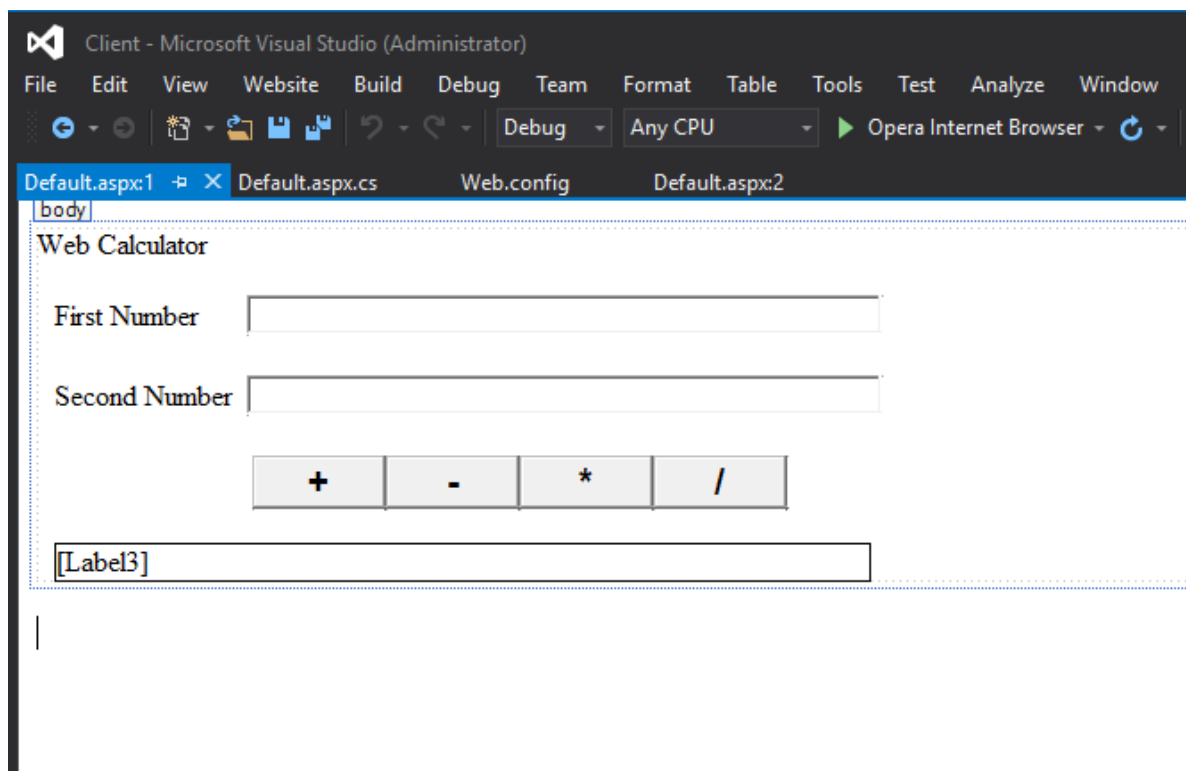 Client - Microsoft Visual Studio (Administrator)
File Edit View Website Build Debug Team Format Table Tools Test Analyze Window
Debug Any CPU Opera Internet Browser
Default.aspx:1 Default.aspx.cs Web.config Default.aspx:2
body
Web Calculator
First Number
Second Number
+ - * /
[Label3]